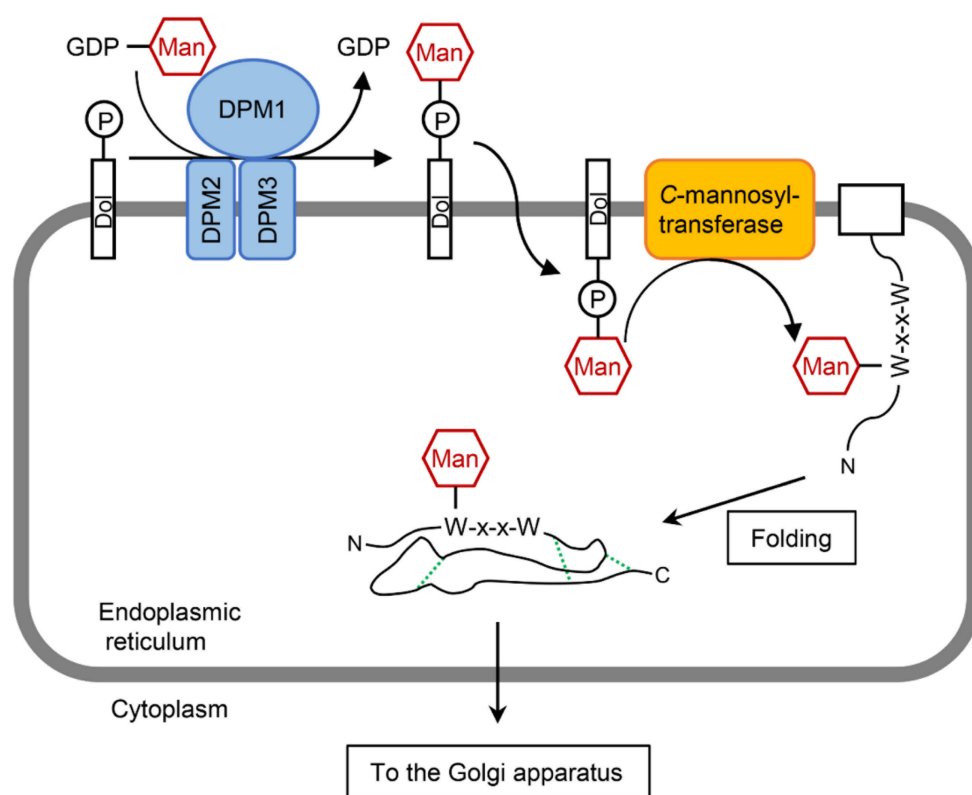 GDP
Man
GDP
Man
P
DPM1
P
Dol
DPM2
DPM3
Dol
Dol
C-mannosyl-
transferase
P
Man
Man
W-x-x-W
N
Man
N
W-x-x-W
C
Folding
Endoplasmic
reticulum
Cytoplasm
To the Golgi apparatus